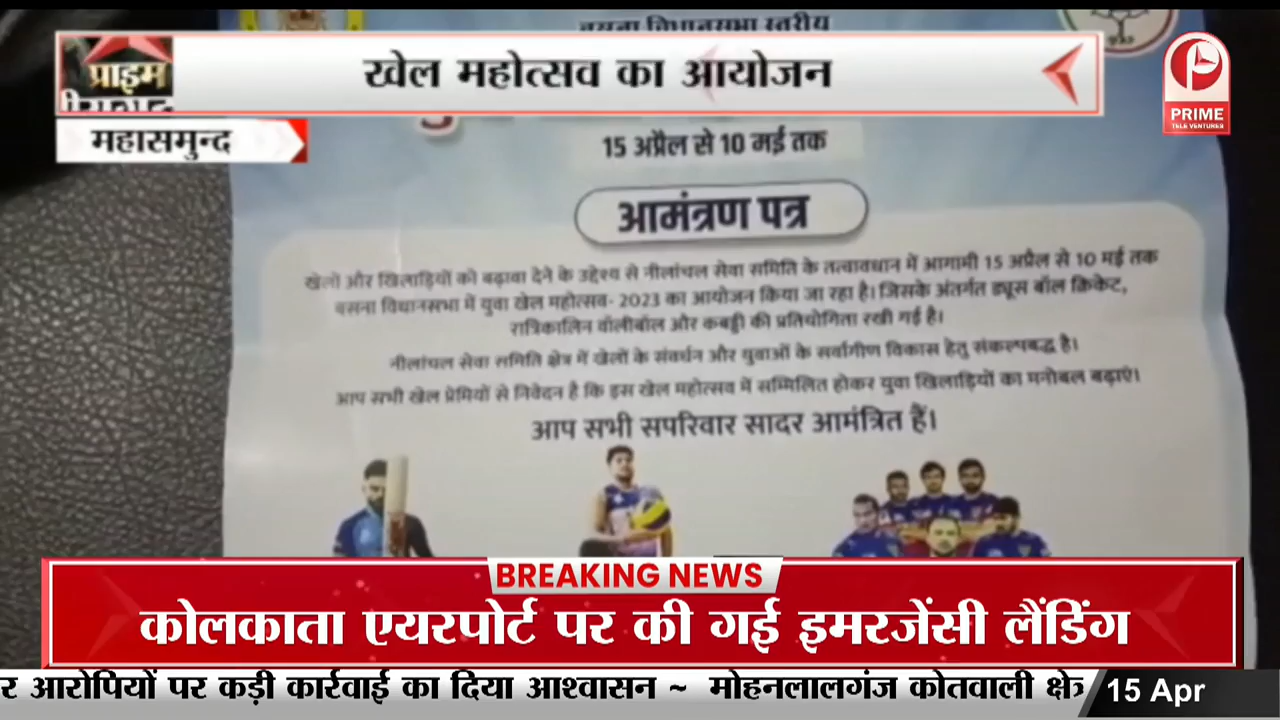 विधानसभा स्तरीय
प्राइम
खेल महोत्सव का आयोजन
PRIME
TELE VENTURES
महासमुन्द
15 अप्रैल से 10 मई तक
आमंत्रण पत्र
खेलों और खिलाड़ियों को बढ़ावा देने के उद्देश्य से नीलांचल सेवा समिति के तत्वावधान में आगामी 15 अप्रैल से 10 मई तक
बसना विधानसभा में युवा खेल महोत्सव- 2023 का आयोजन किया जा रहा है। जिसके अंतर्गत ड्यूस बॉल क्रिकेट,
रात्रिकालिन वॉलीबॉल और कबड्डी की प्रतियोगिता रखी गई है।
नीलांचल सेवा समिति क्षेत्र में खेलों के संवर्धन और युवाओं के सर्वांगीण विकास हेतु संकल्पबद्ध है।
आप सभी खेल प्रेमियों से निवेदन है कि इस खेल महोत्सव में सम्मिलित होकर युवा खिलाड़ियों का मनोबल बढ़ाएं।
आप सभी सपरिवार सादर आमंत्रित हैं।
BREAKING NEWS
कोलकाता एयरपोर्ट पर की गई इमरजेंसी लैंडिंग
र आरोपियों पर कड़ी कार्रवाई का दिया आश्वासन ~ मोहनलालगंज कोतवाली क्षे
15 Apr